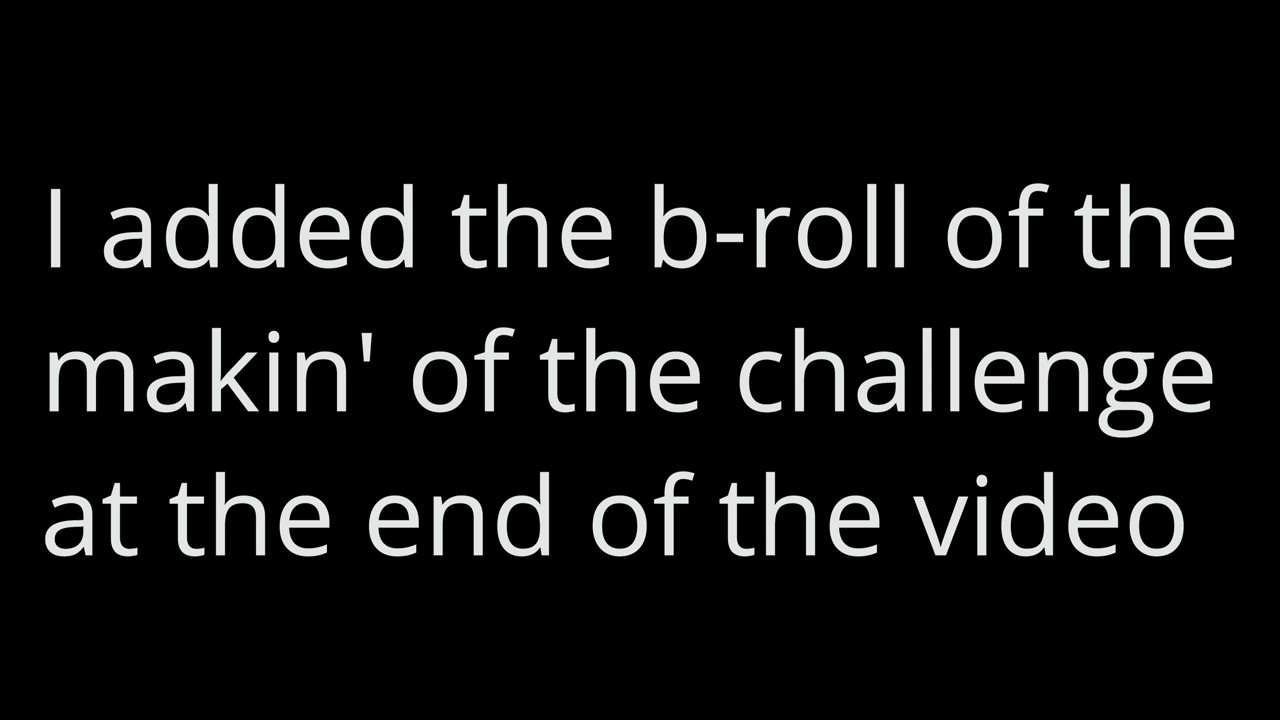 I added the b-roll of the
makin' of the challenge
at the end of the video